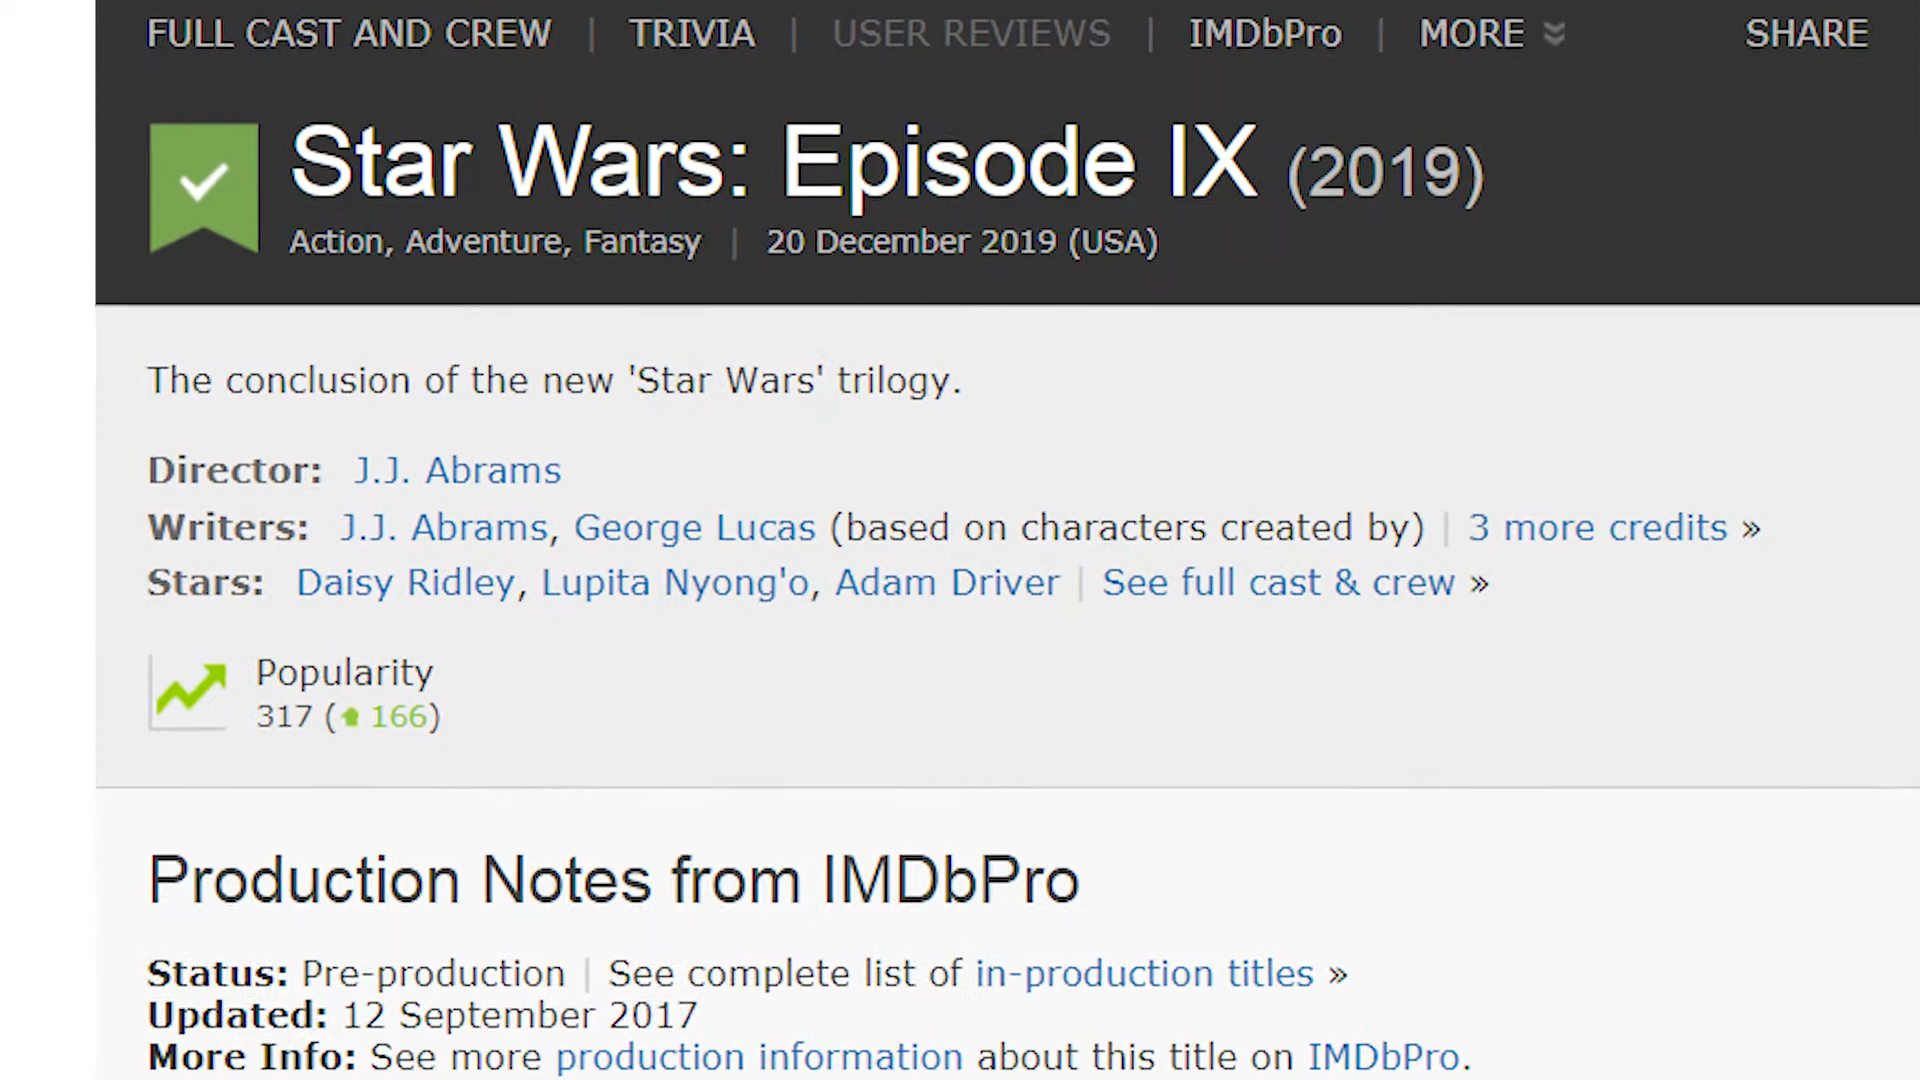 FULL CAST AND CREW | TRIVIA | USER REVIEWS | IMDbPro | MORE SHARE
Star Wars: Episode IX (2019)
Action, Adventure, Fantasy | 20 December 2019 (USA)
The conclusion of the new 'Star Wars' trilogy.
Director: J.J. Abrams
Writers: J.J. Abrams, George Lucas (based on characters created by) | 3 more credits »
Stars: Daisy Ridley, Lupita Nyong'o, Adam Driver | See full cast & crew »
Popularity
317 (166)
Production Notes from IMDbPro
Status: Pre-production | See complete list of in-production titles »
Updated: 12 September 2017
More Info: See more production information about this title on IMDbPro.